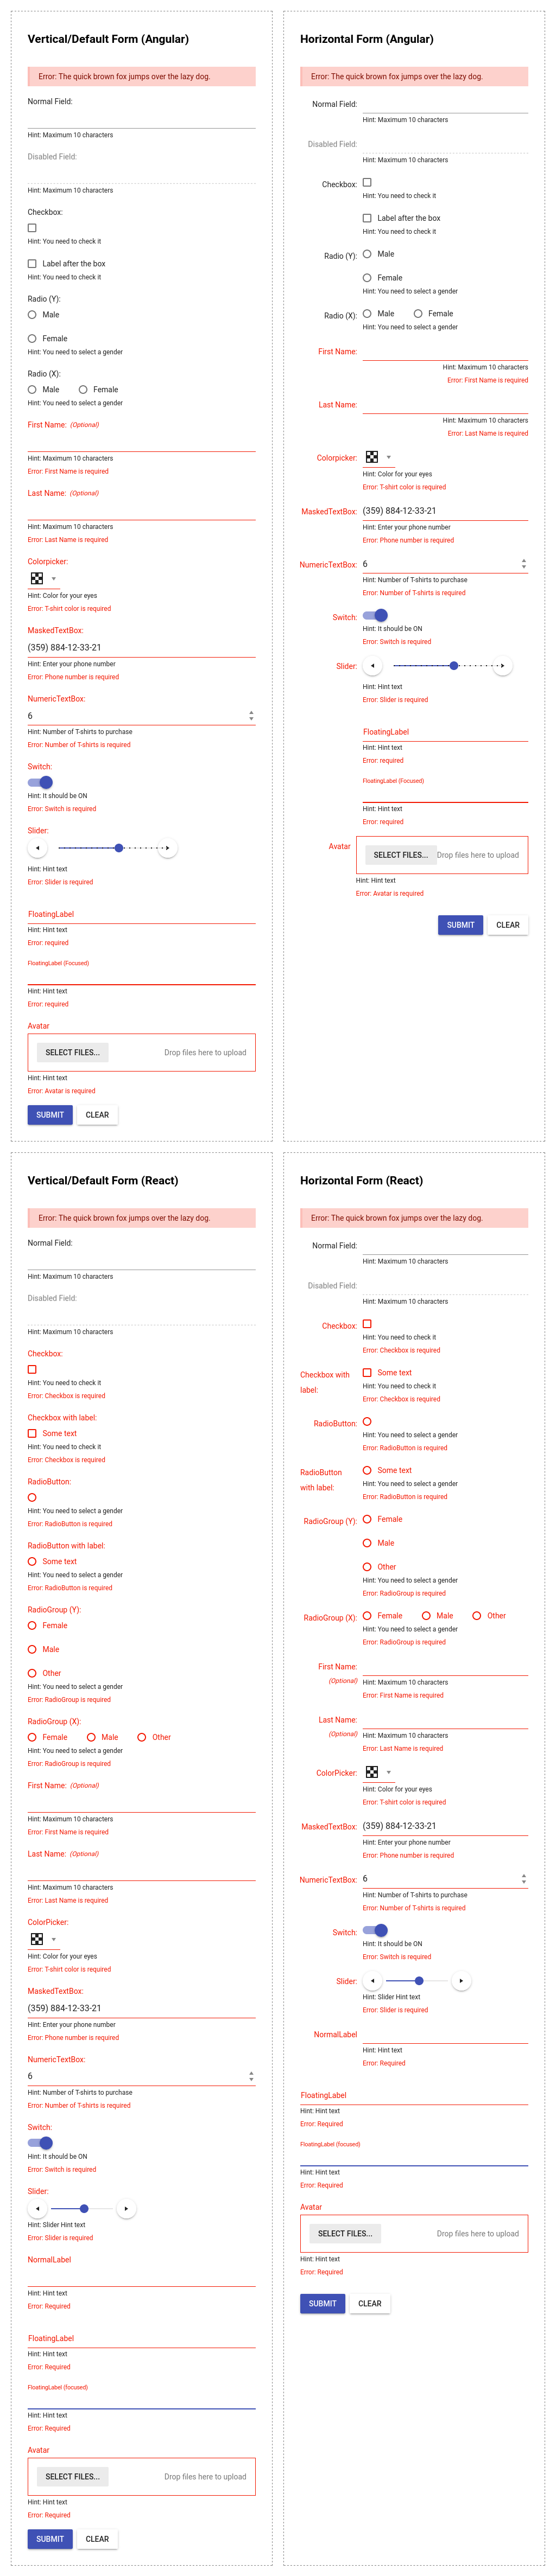 Vertical/Default Form (Angular)
Error: The quick brown fox jumps over the lazy dog.
Normal Field:
Hint: Maximum 10 characters
Disabled Field:
Hint: Maximum 10 characters
Checkbox:
Hint: You need to check it
Label after the box
Hint: You need to check it
Radio (Y):
Male
Female
Hint: You need to select a gender
Radio (X):
Male Female
Hint: You need to select a gender
First Name: (Optional)
Hint: Maximum 10 characters
Error: First Name is required
Last Name: (Optional)
Hint: Maximum 10 characters
Error: Last Name is required
Colorpicker:
Hint: Color for your eyes
Error: T-shirt color is required
MaskedTextBox:
(359) 884-12-33-21
Hint: Enter your phone number
Error: Phone number is required
NumericTextBox:
6
Hint: Number of T-shirts to purchase
Error: Number of T-shirts is required
Switch:
Hint: It should be ON
Error: Switch is required
Slider:
Hint: Hint text
Error: Slider is required
FloatingLabel
Hint: Hint text
Error: required
FloatingLabel (Focused)
Hint: Hint text
Error: required
Avatar
SELECT FILES... Drop files here to upload
Hint: Hint text
Error: Avatar is required
SUBMIT CLEAR
Horizontal Form (Angular)
Error: The quick brown fox jumps over the lazy dog.
Normal Field:
Hint: Maximum 10 characters
Disabled Field:
Hint: Maximum 10 characters
Checkbox:
Hint: You need to check it
Label after the box
Hint: You need to check it
Radio (Y): Male
Female
Hint: You need to select a gender
Radio (X): Male Female
Hint: You need to select a gender
First Name:
Hint: Maximum 10 characters
Error: First Name is required
Last Name:
Hint: Maximum 10 characters
Error: Last Name is required
Colorpicker:
Hint: Color for your eyes
Error: T-shirt color is required
MaskedTextBox: (359) 884-12-33-21
Hint: Enter your phone number
Error: Phone number is required
NumericTextBox: 6
Hint: Number of T-shirts to purchase
Error: Number of T-shirts is required
Switch:
Hint: It should be ON
Error: Switch is required
Slider:
Hint: Hint text
Error: Slider is required
FloatingLabel
Hint: Hint text
Error: required
FloatingLabel (Focused)
Hint: Hint text
Error: required
Avatar
SELECT FILES... Drop files here to upload
Hint: Hint text
Error: Avatar is required
SUBMIT CLEAR
Vertical/Default Form (React)
Error: The quick brown fox jumps over the lazy dog.
Normal Field:
Hint: Maximum 10 characters
Disabled Field:
Hint: Maximum 10 characters
Checkbox:
Hint: You need to check it
Error: Checkbox is required
Checkbox with label:
Some text
Hint: You need to check it
Error: Checkbox is required
RadioButton:
Hint: You need to select a gender
Error: RadioButton is required
RadioButton with label:
Some text
Hint: You need to select a gender
Error: RadioButton is required
RadioGroup (Y):
Female
Male
Other
Hint: You need to select a gender
Error: RadioGroup is required
RadioGroup (X):
Female Male Other
Hint: You need to select a gender
Error: RadioGroup is required
First Name: (Optional)
Hint: Maximum 10 characters
Error: First Name is required
Last Name: (Optional)
Hint: Maximum 10 characters
Error: Last Name is required
ColorPicker:
Hint: Color for your eyes
Error: T-shirt color is required
MaskedTextBox:
(359) 884-12-33-21
Hint: Enter your phone number
Error: Phone number is required
NumericTextBox:
6
Hint: Number of T-shirts to purchase
Error: Number of T-shirts is required
Switch:
Hint: It should be ON
Error: Switch is required
Slider:
Hint: Slider Hint text
Error: Slider is required
NormalLabel
Hint: Hint text
Error: Required
FloatingLabel
Hint: Hint text
Error: Required
FloatingLabel (focused)
Hint: Hint text
Error: Required
Avatar
SELECT FILES... Drop files here to upload
Hint: Hint text
Error: Required
SUBMIT CLEAR
Horizontal Form (React)
Error: The quick brown fox jumps over the lazy dog.
Normal Field:
Hint: Maximum 10 characters
Disabled Field:
Hint: Maximum 10 characters
Checkbox:
Hint: You need to check it
Error: Checkbox is required
Checkbox with
label:
Some text
Hint: You need to check it
Error: Checkbox is required
RadioButton:
Hint: You need to select a gender
Error: RadioButton is required
RadioButton
with label:
Some text
Hint: You need to select a gender
Error: RadioButton is required
RadioGroup (Y): Female
Male
Other
Hint: You need to select a gender
Error: RadioGroup is required
RadioGroup (X): Female Male Other
Hint: You need to select a gender
Error: RadioGroup is required
First Name:
(Optional)
Hint: Maximum 10 characters
Error: First Name is required
Last Name:
(Optional)
Hint: Maximum 10 characters
Error: Last Name is required
ColorPicker:
Hint: Color for your eyes
Error: T-shirt color is required
MaskedTextBox: (359) 884-12-33-21
Hint: Enter your phone number
Error: Phone number is required
NumericTextBox: 6
Hint: Number of T-shirts to purchase
Error: Number of T-shirts is required
Switch:
Hint: It should be ON
Error: Switch is required
Slider:
Hint: Slider Hint text
Error: Slider is required
NormalLabel
Hint: Hint text
Error: Required
FloatingLabel
Hint: Hint text
Error: Required
FloatingLabel (focused)
Hint: Hint text
Error: Required
Avatar
SELECT FILES... Drop files here to upload
Hint: Hint text
Error: Required
SUBMIT CLEAR